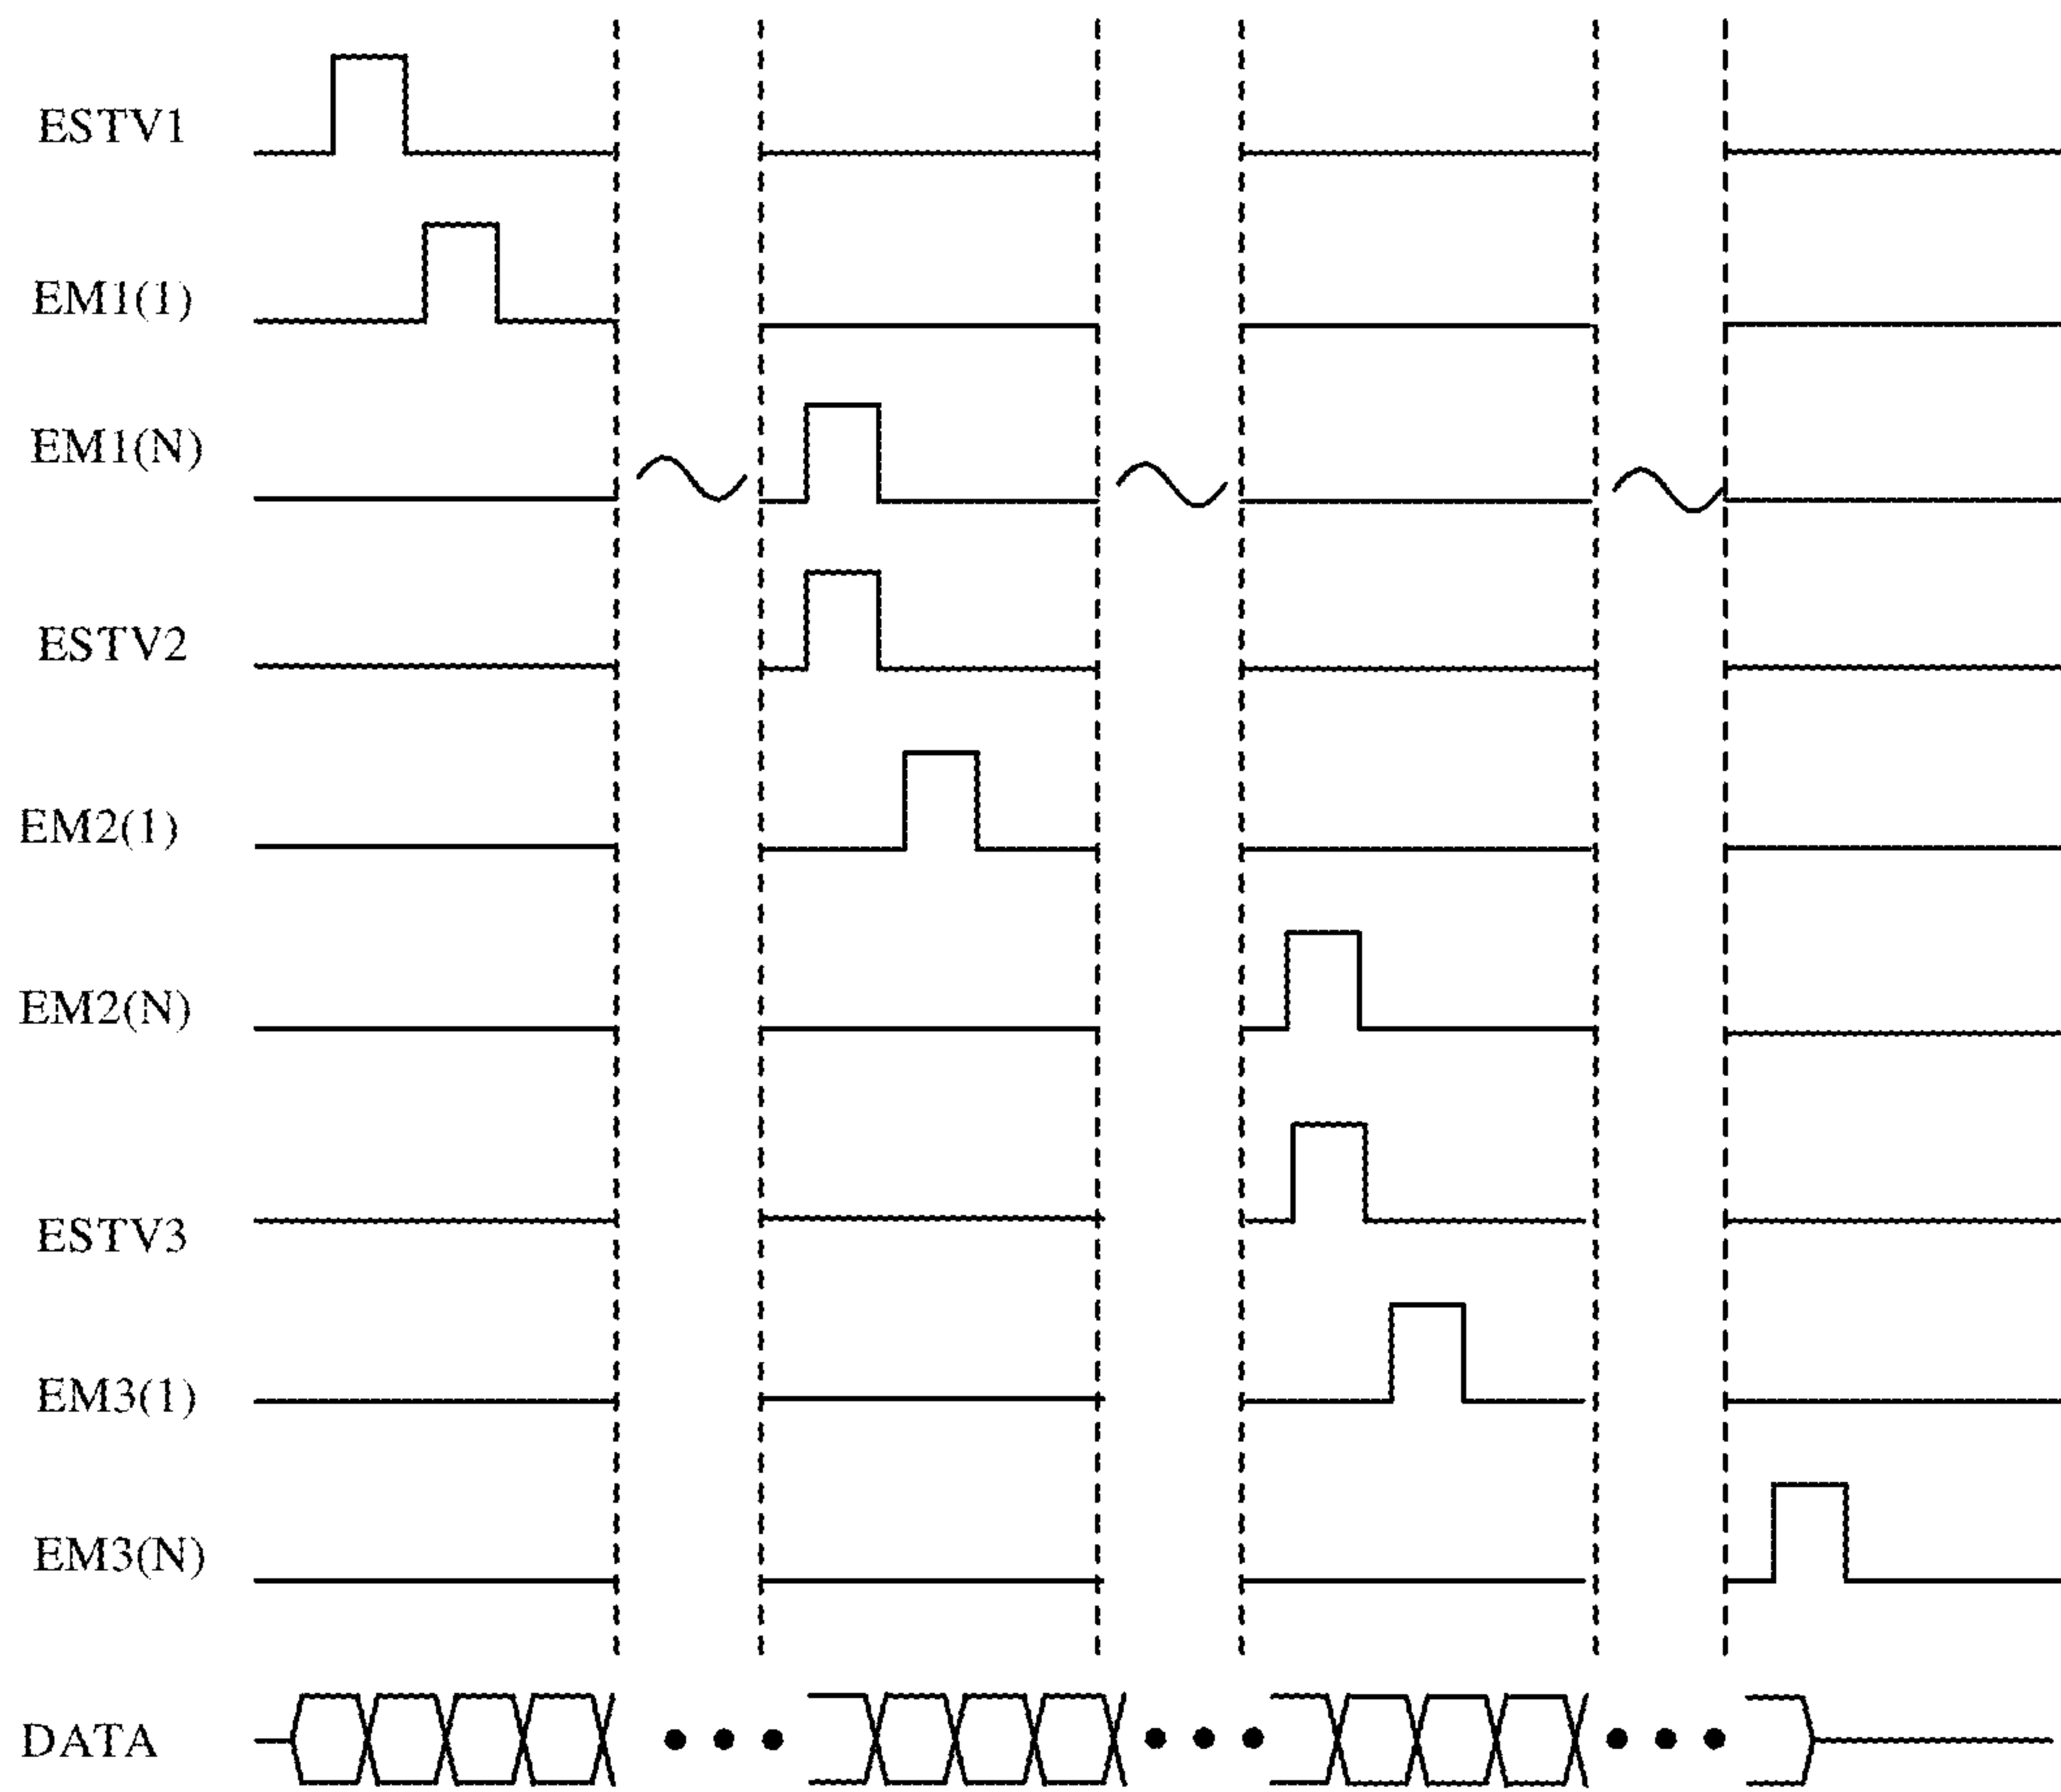 ESTV1
EM1(1)
EM1(N)
ESTV2
EM2(1)
EM2(N)
ESTV3
EM3(1)
EM3(N)
DATA